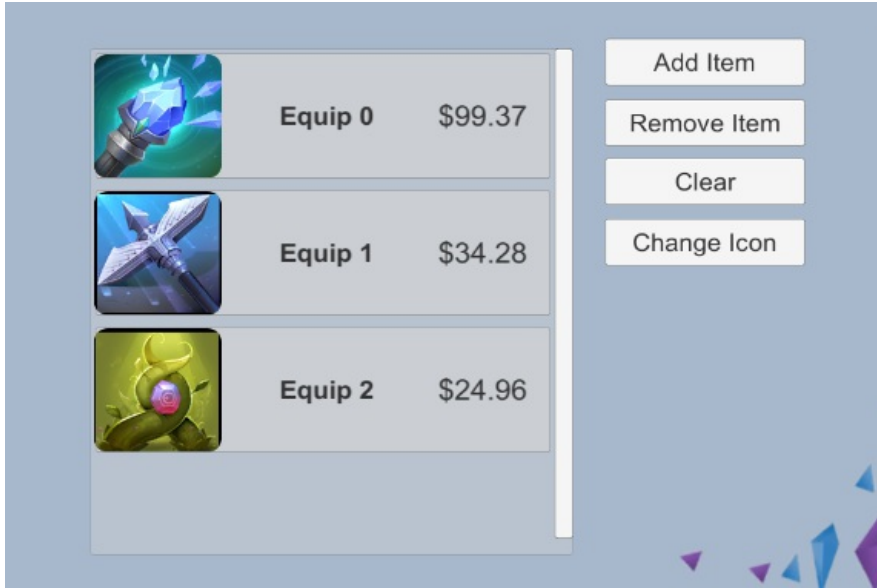 Equip 0 $99.37
Equip 1 $34.28
Equip 2 $24.96
Add Item
Remove Item
Clear
Change Icon